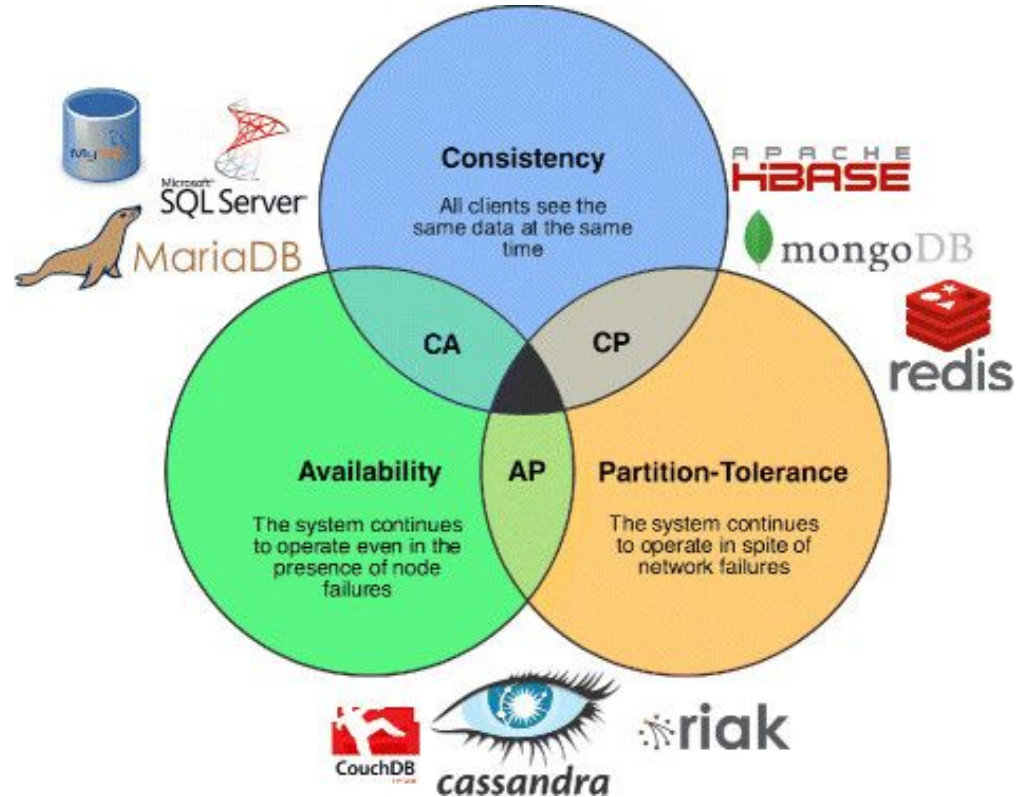 Consistency
All clients see the
same data at the same
time
MySQL
Microsoft
SQL Server
MariaDB
APACHE
HBASE
mongoDB
redis
CA
CP
AP
Availability
The system continues
to operate even in the
presence of node
failures
Partition-Tolerance
The system continues
to operate in spite of
network failures
CouchDB
cassandra
riak